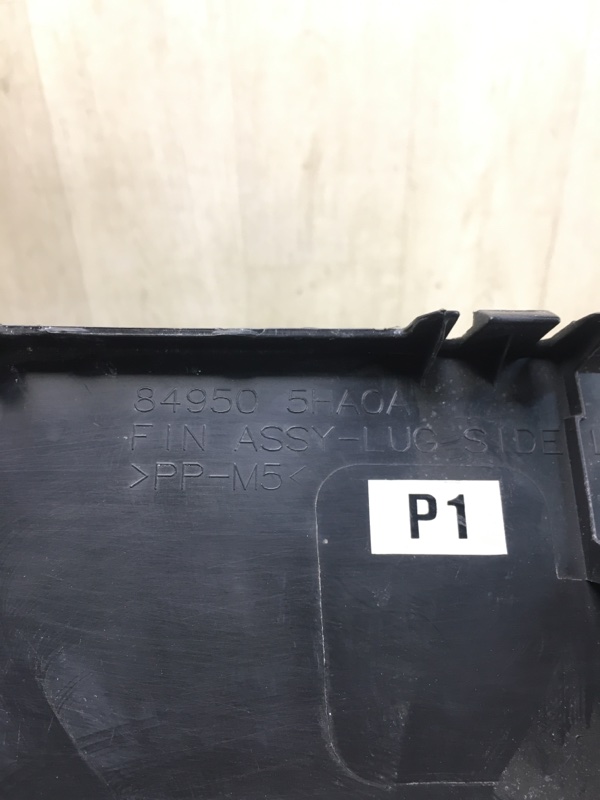 84950 5HA0A
FIN ASSY-LUG SIDE L
>PP-M5<
P1